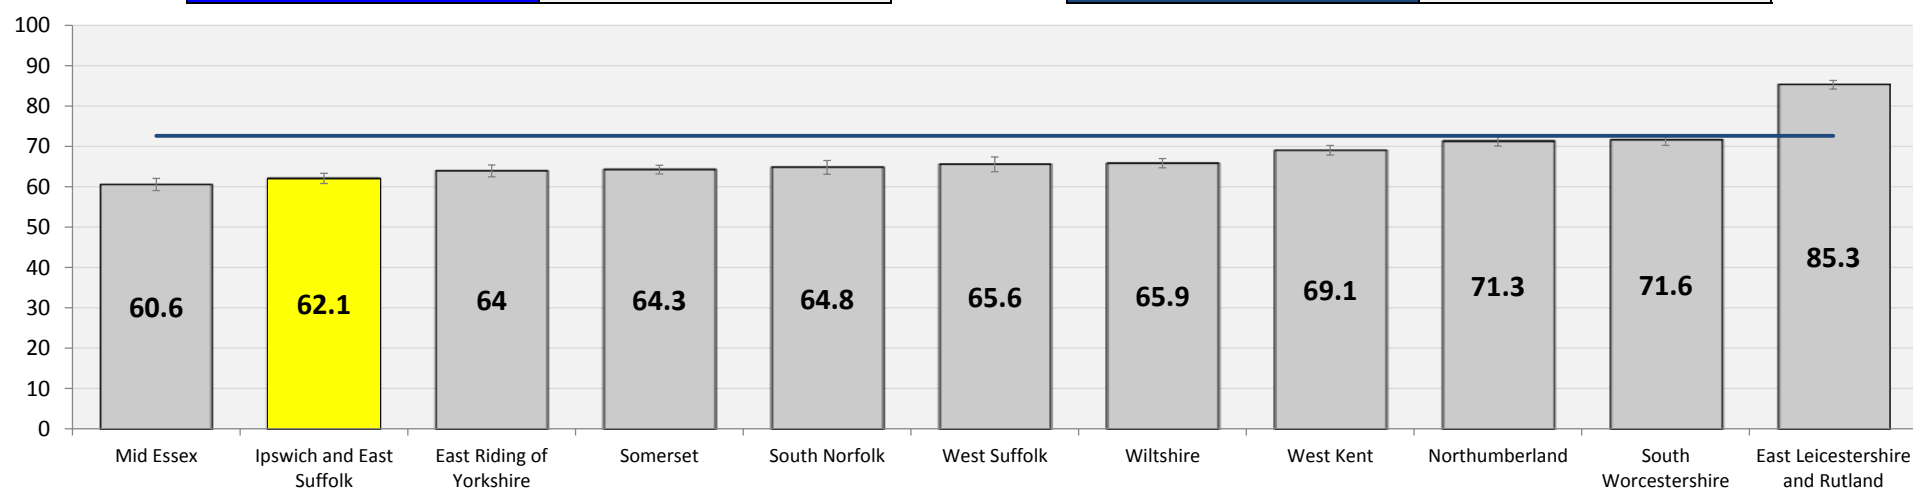 100
90
80
70
60
50
40
30
20
10
0
60.6
62.1
64
64.3
64.8
65.6
65.9
69.1
71.3
71.6
85.3
Mid Essex
Ipswich and East
Suffolk
East Riding of
Yorkshire
Somerset
South Norfolk
West Suffolk
Wiltshire
West Kent
Northumberland
South
Worcestershire
East Leicestershire
and Rutland